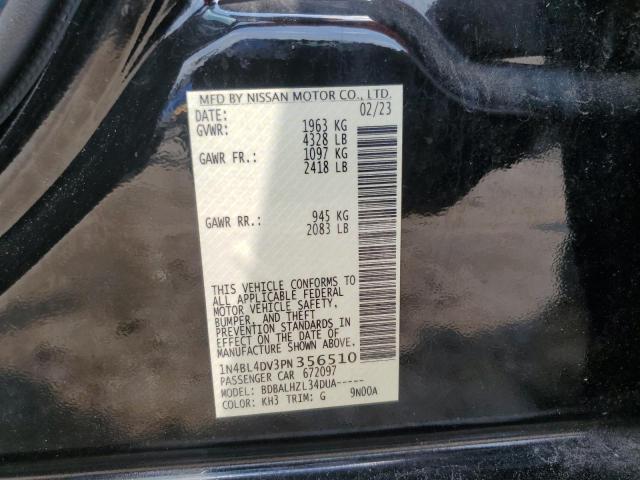 MFD BY NISSAN MOTOR CO., LTD.
DATE: 02/23
GVWR: 1963 KG
4328 LB
GAWR FR.: 1097 KG
2418 LB
GAWR RR.: 945 KG
2083 LB
THIS VEHICLE CONFORMS TO
ALL APPLICABLE FEDERAL
MOTOR VEHICLE SAFETY,
BUMPER, AND THEFT
PREVENTION STANDARDS IN
EFFECT ON THE DATE OF
MANUFACTURE SHOWN ABOVE.
1N4BL4DV3PN356510
PASSENGER CAR 672097
MODEL: BDBALHZL34DUA-----
COLOR: KH3 TRIM: G 9N00A